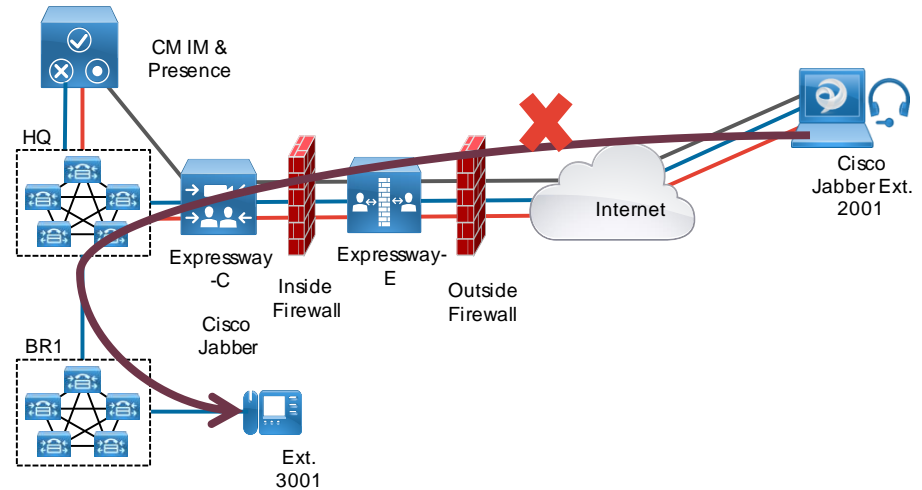 CM IM &
Presence
HQ
Internet
Cisco
Jabber Ext.
2001
Expressway
-C
Inside
Firewall
Expressway-
E
Outside
Firewall
Cisco
Jabber
BR1
Ext.
3001